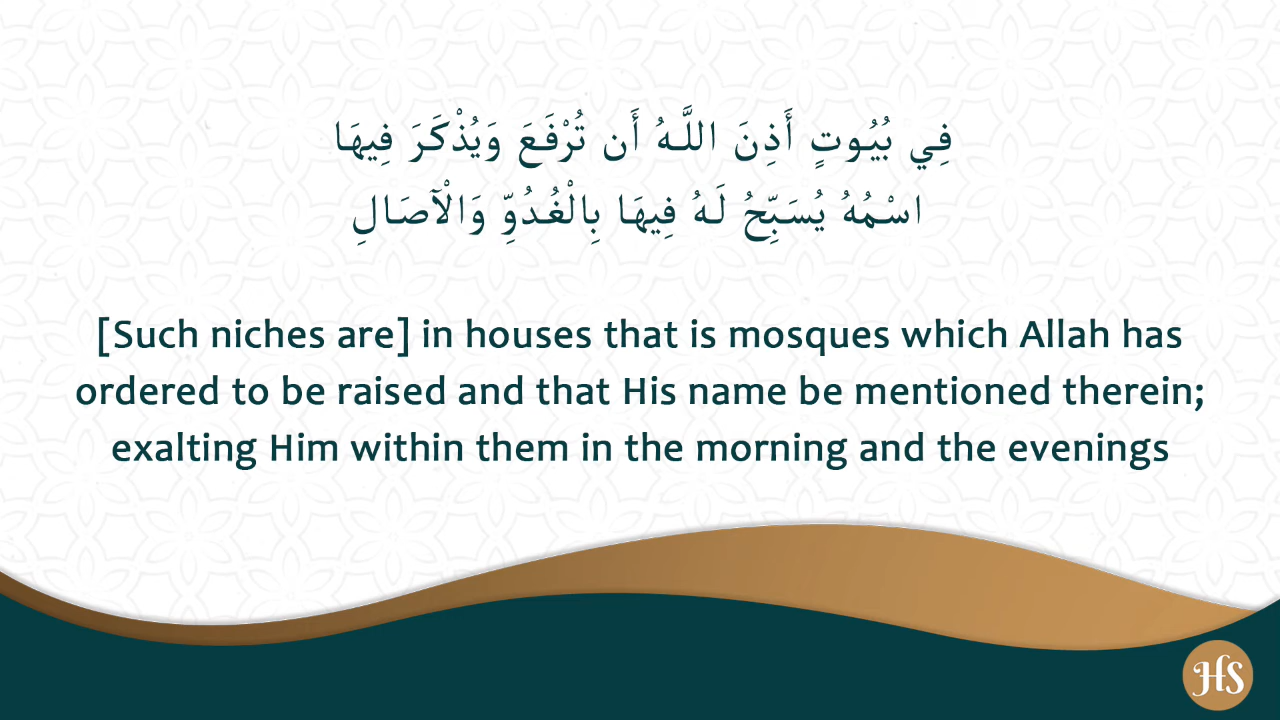 فِي بُيُوتٍ أَذِنَ اللَّـهُ أَن تُرْفَعَ وَيُذْكَرَ فِيهَا
اسْمُهُ يُسَبِّحُ لَهُ فِيهَا بِالْغُدُوِّ وَالْآصَالِ
[Such niches are] in houses that is mosques which Allah has
ordered to be raised and that His name be mentioned therein;
exalting Him within them in the morning and the evenings
HS